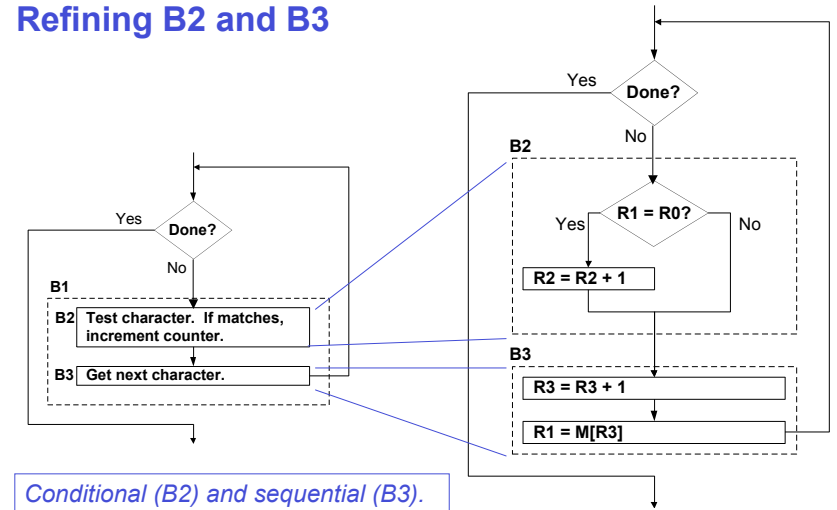 Refining B2 and B3
Yes
Done?
No
B1
B2 Test character.  If matches,
increment counter.
B3 Get next character.
Yes
Done?
No
B2
R1 = R0?
Yes
No
R2 = R2 + 1
B3
R3 = R3 + 1
R1 = M[R3]
Conditional (B2) and sequential (B3).